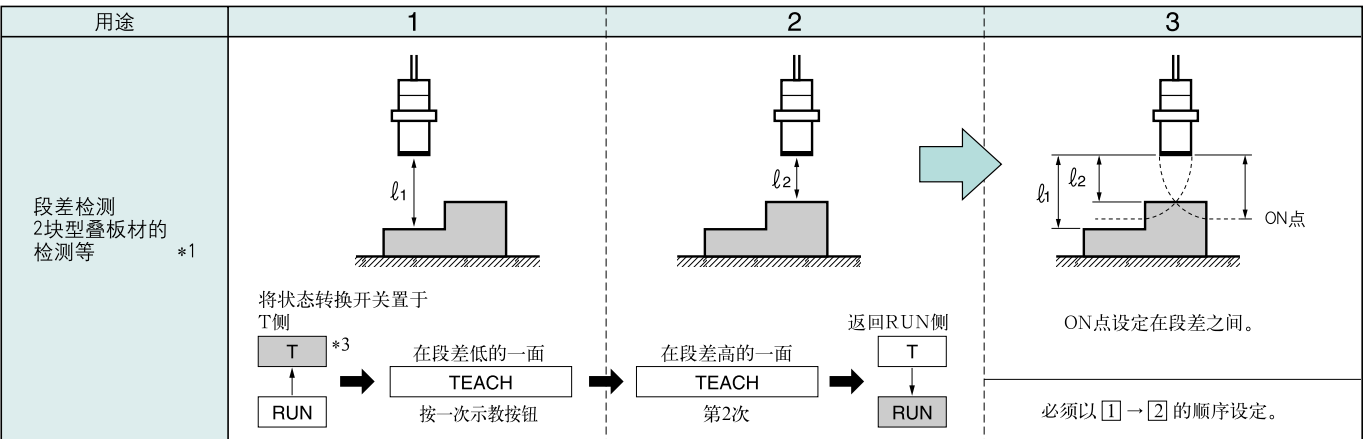 用途
1
2
3
段差检测
2块型叠板材的
检测等 *1
ℓ1
ℓ2
ℓ1
ℓ2
ON点
将状态转换开关置于
T侧
T
*3
RUN
在段差低的一面
TEACH
按一次示教按钮
在段差高的一面
TEACH
第2次
返回RUN侧
T
RUN
ON点设定在段差之间。
必须以1→2的顺序设定。